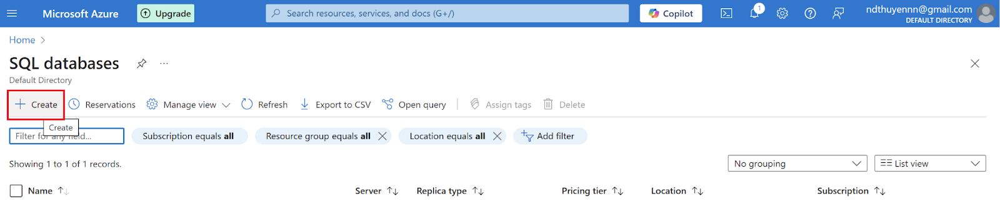 Microsoft Azure
Upgrade
Search resources, services, and docs (G+/)
Copilot
1
ndthuyennn@gmail.com
DEFAULT DIRECTORY
Home >
SQL databases
...
Default Directory
+ Create
Reservations
Manage view
Refresh
Export to CSV
Open query
Assign tags
Delete
Create
Filter for any field...
Subscription equals all
Resource group equals all
Location equals all
Add filter
Showing 1 to 1 of 1 records.
No grouping
List view
Name
Server
Replica type
Pricing tier
Location
Subscription